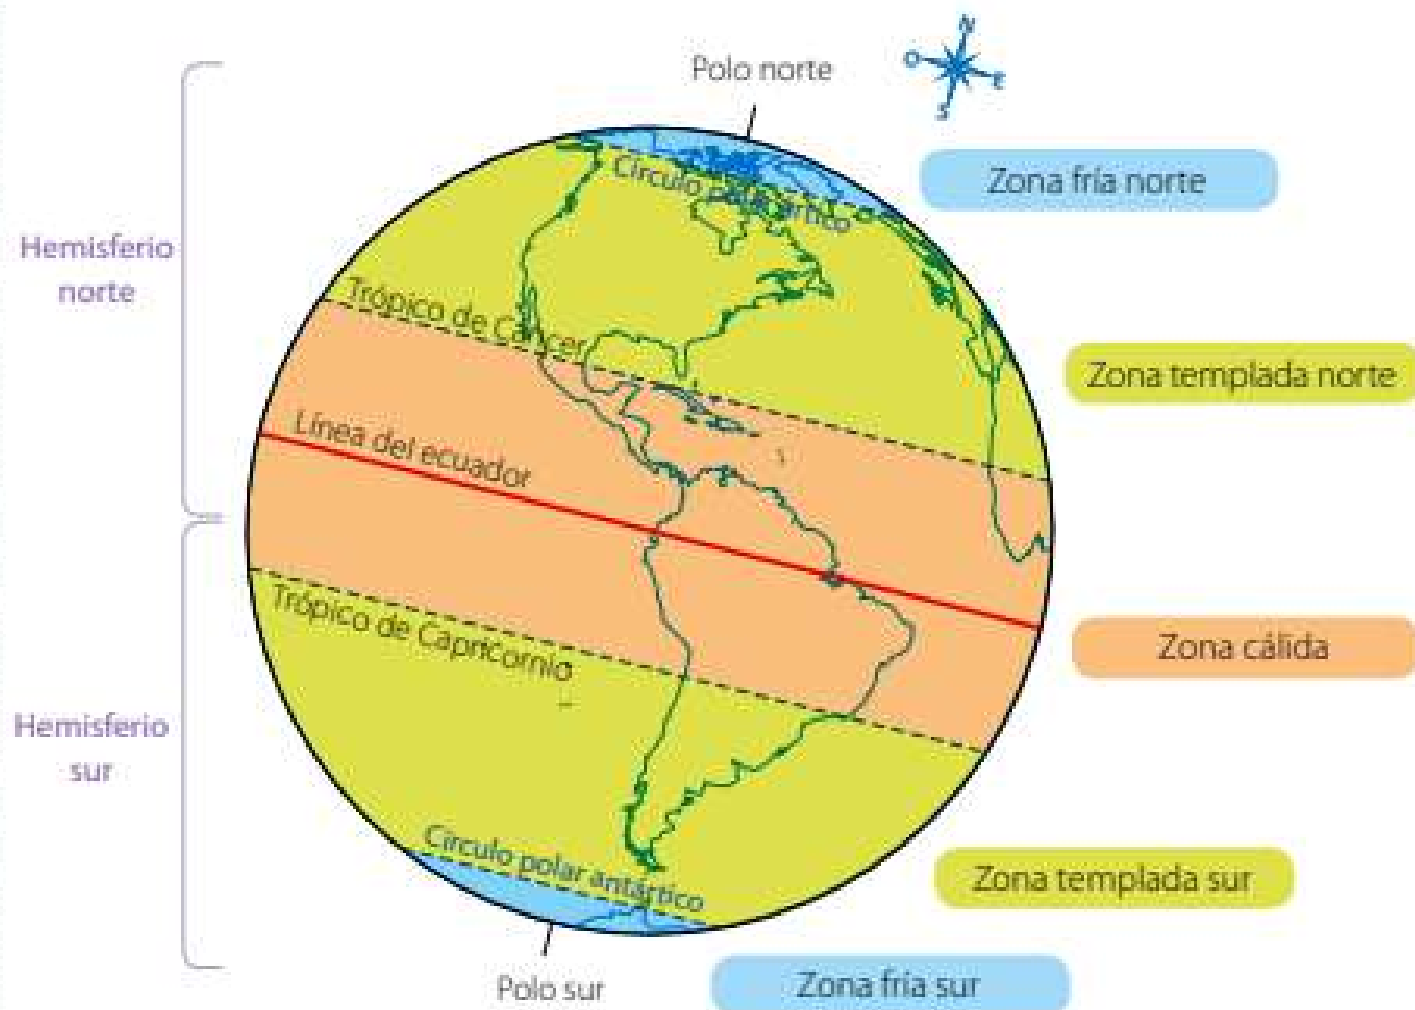 N
O
E
S
Polo norte
Zona fría norte
Círculo polar ártico
Hemisferio
norte
Trópico de Cáncer
Zona templada norte
Línea del ecuador
Trópico de Capricornio
Zona cálida
Hemisferio
sur
Círculo polar antártico
Zona templada sur
Polo sur
Zona fría sur